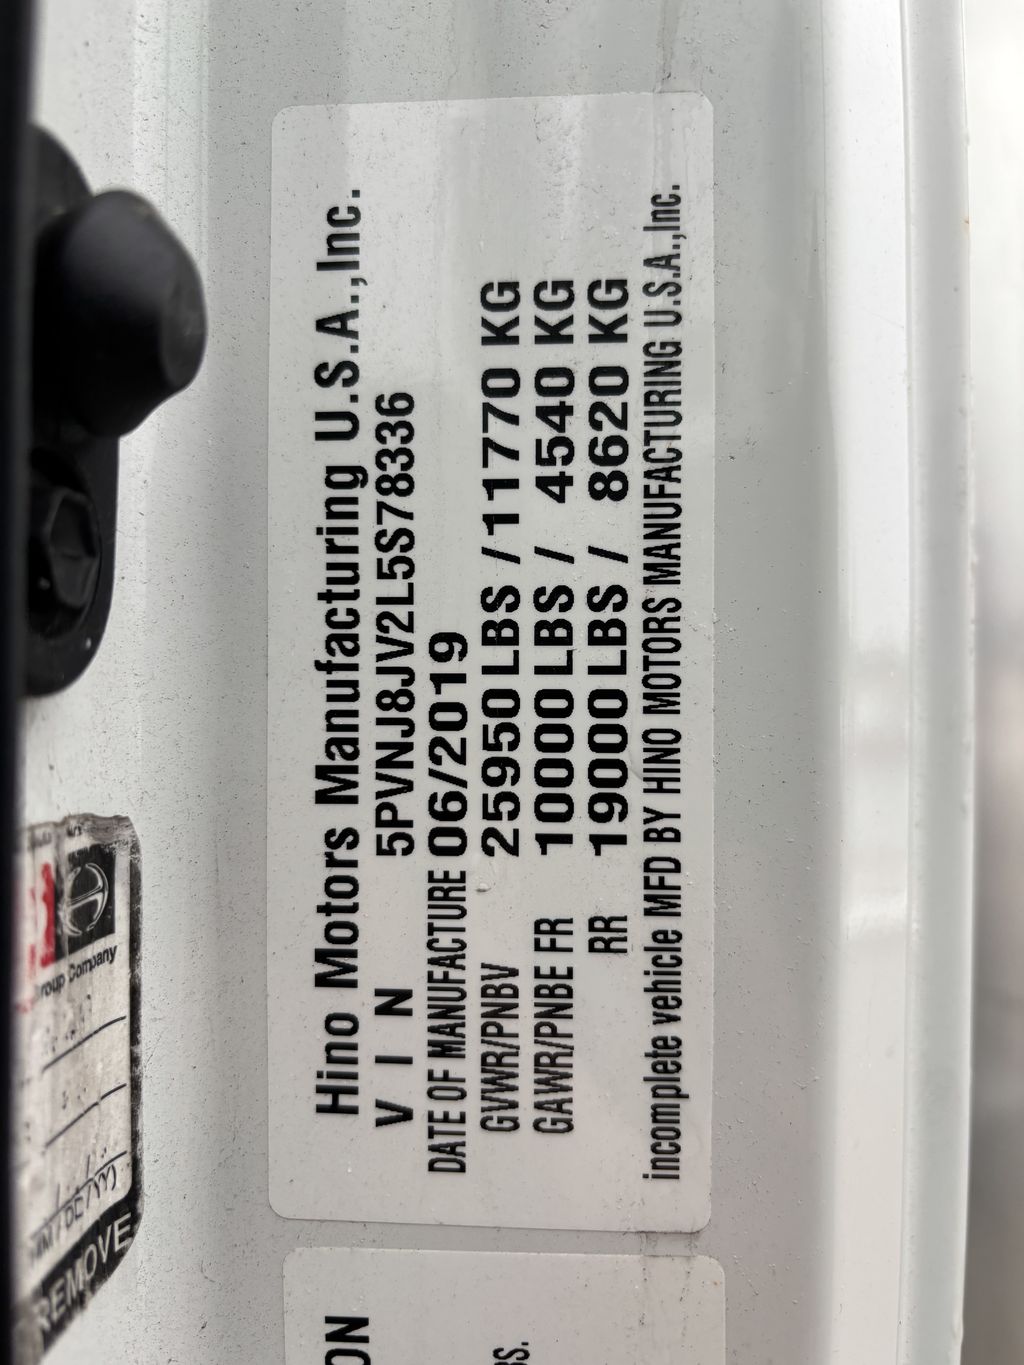 Hino Motors Manufacturing U.S.A.,Inc.
V I N 5PVNJ8JV2L5S78336
DATE OF MANUFACTURE 06/2019
GVWR/PNBV 25950 LBS / 11770 KG
GAWR/PNBE FR 10000 LBS / 4540 KG
RR 19000 LBS / 8620 KG
incomplete vehicle MFD BY HINO MOTORS MANUFACTURING U.S.A.,Inc.
Group Company
REMOVE